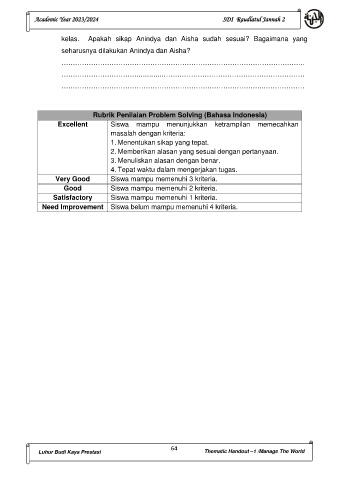 Academic Year 2023/2024 SDI Raudlatul Jannah 2
kelas. Apakah sikap Anindya dan Aisha sudah sesuai? Bagaimana yang
seharusnya dilakukan Anindya dan Aisha?
Rubrik Penilaian Problem Solving (Bahasa Indonesia)
Excellent Siswa mampu menunjukkan ketrampilan memecahkan
masalah dengan kriteria:
1. Menentukan sikap yang tepat.
2. Memberikan alasan yang sesuai dengan pertanyaan.
3. Menuliskan alasan dengan benar.
4. Tepat waktu dalam mengerjakan tugas.
Very Good Siswa mampu memenuhi 3 kriteria.
Good Siswa mampu memenuhi 2 kriteria.
Satisfactory Siswa mampu memenuhi 1 kriteria.
Need Improvement Siswa belum mampu memenuhi 4 kriteria.
Luhur Budi Kaya Prestasi 64 Thematic Handout –1 /Manage The World